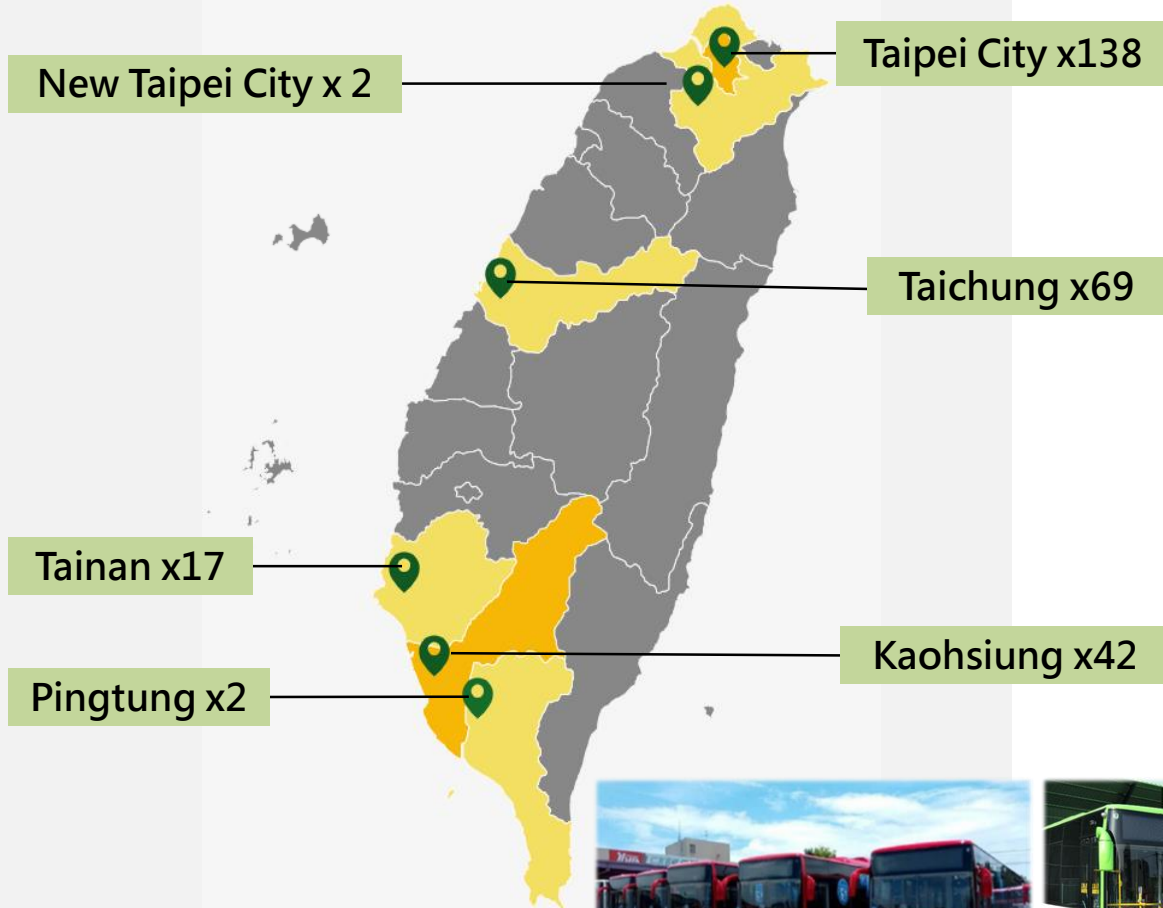 Taipei City x138
New Taipei City x 2
Taichung x69
Tainan x17
Kaohsiung x42
Pingtung x2